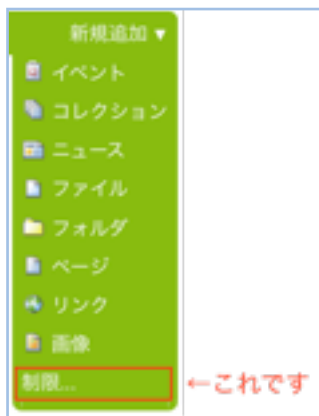 新規追加 ▼
イベント
コレクション
ニュース
ファイル
フォルダ
ページ
リンク
画像
制限...
←これです